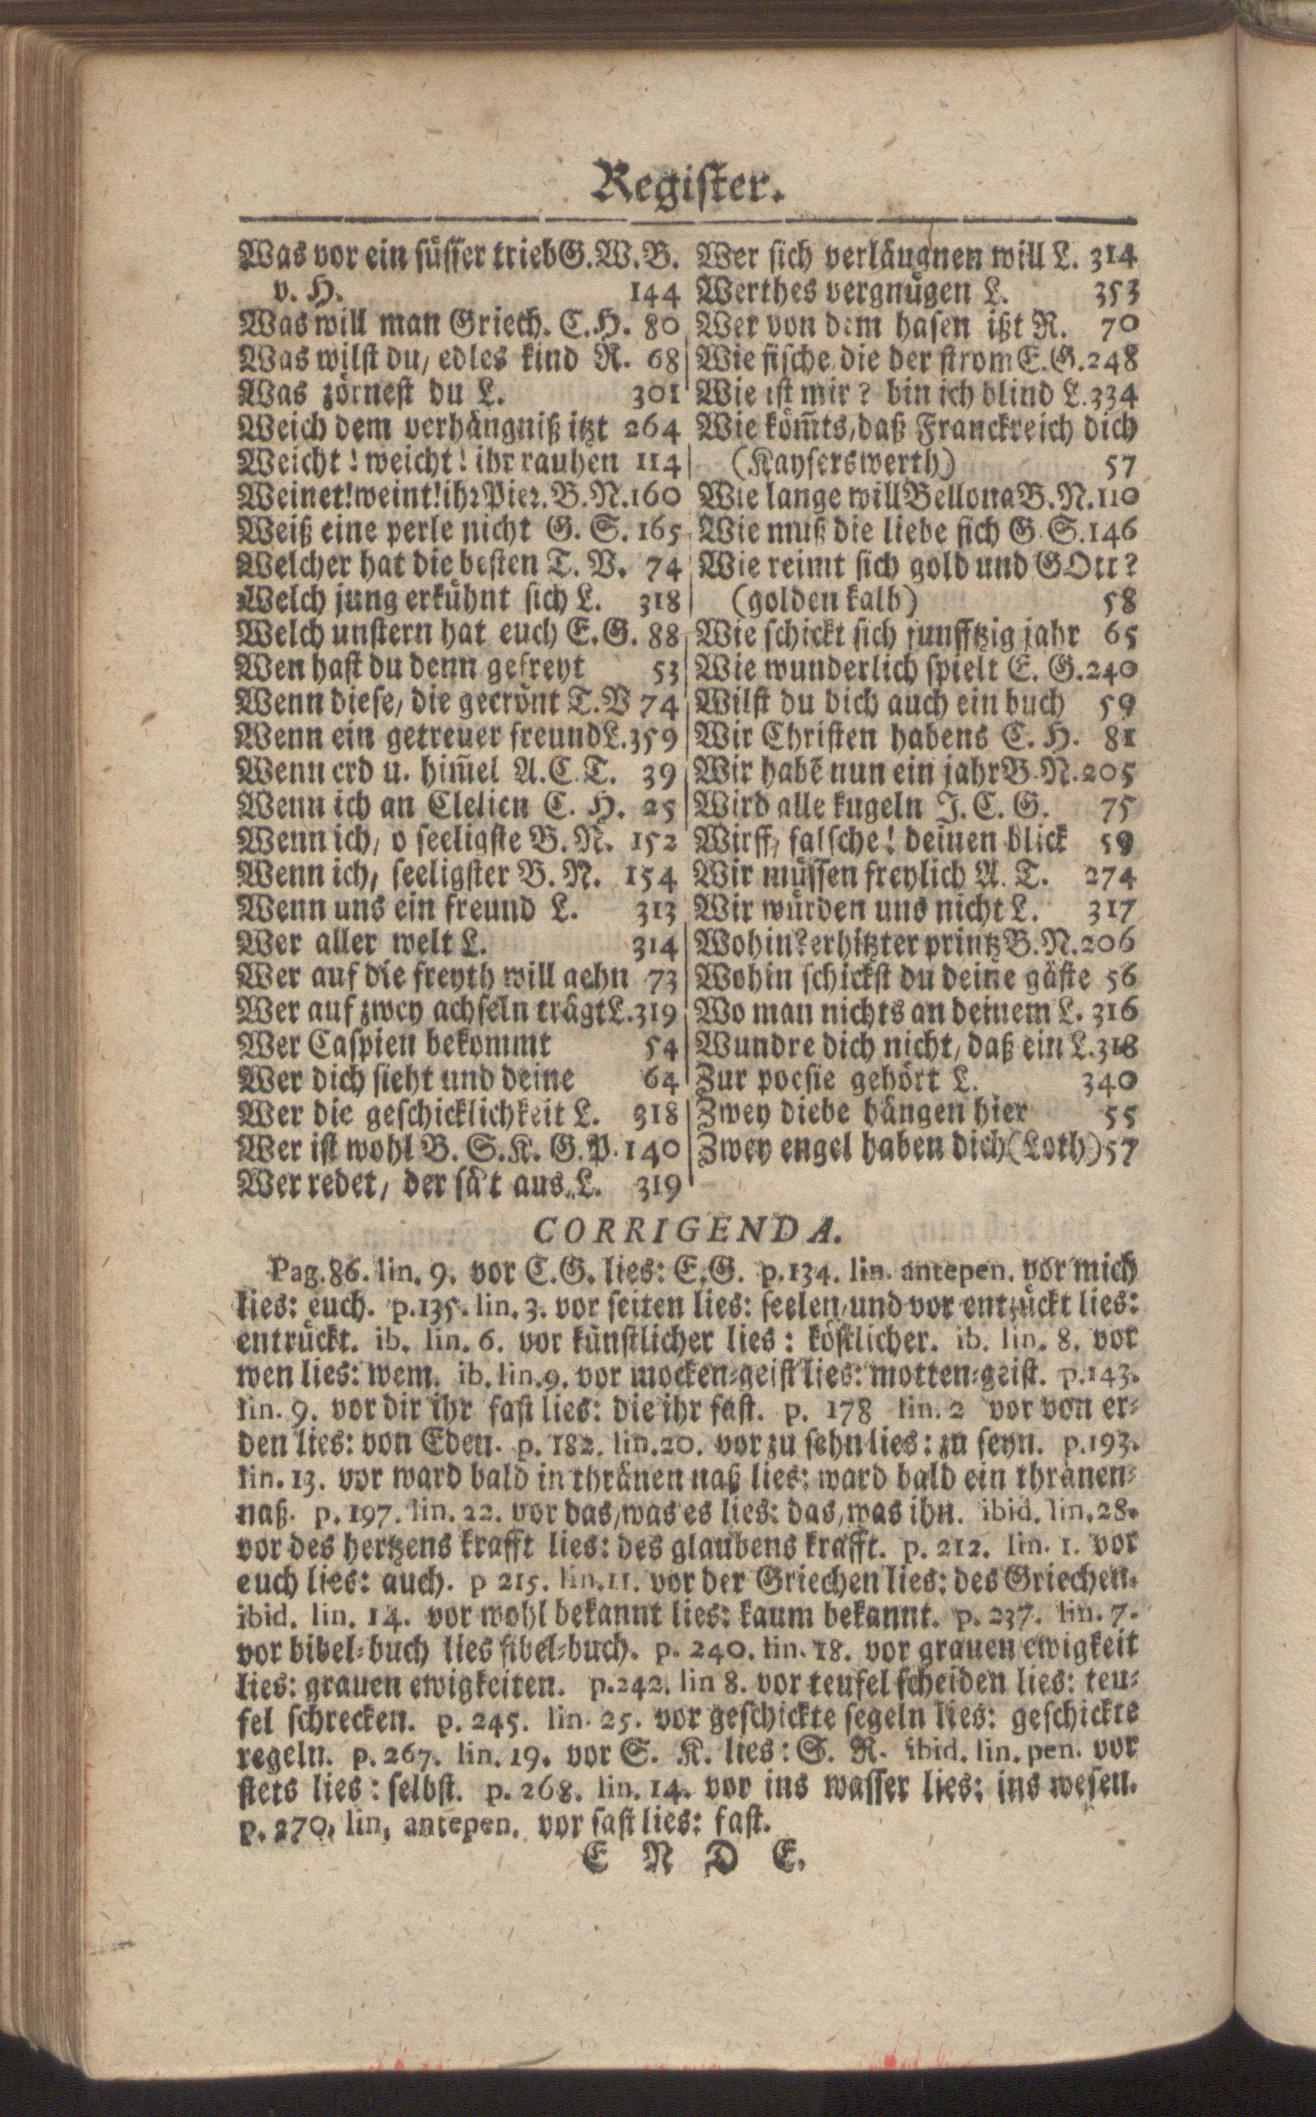 Register.
Was vor ein süsser trieb G. W. B.
v. H. 144
Was will man Griech. C. H. 80
Was wilst du, edles kind R. 68
Was zörnest du L. 301
Weich dem verhängniß itzt 264
Weicht! weicht! ihr rauhen 114
Weinet! weint! ihr Pier. B. N. 160
Weiß eine perle nicht G. S. 165
Welcher hat die besten T. V. 74
Welch jung erkühnt sich L. 318
Welch unstern hat euch E. G. 88
Wen hast du denn gefreyt 53
Wenn diese, die gecrönt T. V 74
Wenn ein getreuer freund L. 359
Wenn erd u. him̃el A. C. T. 39
Wenn ich an Clelien C. H. 25
Wenn ich, o seeligste B. N. 152
Wenn ich, seeligster B. N. 154
Wenn uns ein freund L. 313
Wer aller welt L. 314
Wer auf die freyth will gehn 73
Wer auf zwey achseln trägt L. 319
Wer Caspien bekommt 54
Wer dich sieht und deine 64
Wer die geschicklichkeit L. 318
Wer ist wohl B. S. K. G. P. 140
Wer redet, der sä't aus L. 319
Wer sich verläugnen will L. 314
Werthes vergnügen L. 353
Wer von dem hasen ißt R. 70
Wie fische die der strom E. G. 248
Wie ist mir? bin ich blind L. 334
Wie köm̃ts, daß Franckreich dich
(Kayserswerth) 57
Wie lange will Bellona B. N. 110
Wie muß die liebe sich G. S. 146
Wie reimt sich gold und GOtt?
(golden kalb) 58
Wie schickt sich funfftzig jahr 65
Wie wunderlich spielt E. G. 240
Wilst du dich auch ein buch 59
Wir Christen habens C. H. 81
Wir habẽ nun ein jahr B. N. 205
Wird alle kugeln J. C. G. 75
Wirff, falsche! deinen blick 59
Wir müssen freylich A. T. 274
Wir würden uns nicht L. 317
Wohin? erhitzter printz B. N. 206
Wohin schickst du deine gäste 56
Wo man nichts an deinem L. 316
Wundre dich nicht, daß ein L. 318
Zur poesie gehört L. 340
Zwey diebe hängen hier 55
Zwey engel haben dich (Loth) 57
CORRIGENDA.
Pag. 86. lin. 9. vor C. G. lies: E. G. p. 134. lin. antepen. vor mich
lies: euch. p. 135. lin. 3. vor seiten lies: seelen, und vor entzückt lies:
entrückt. ib. lin. 6. vor künstlicher lies: köstlicher. ib. lin. 8. vor
wen lies: wem. ib. lin. 9. vor mocken-geist lies: motten-geist. p. 143.
lin. 9. vor dir ihr fast lies: die ihr fast. p. 178 lin. 2 vor von er-
den lies: von Eden. p. 182. lin. 20. vor zu sehn lies: zu seyn. p. 193.
lin. 13. vor ward bald in thränen naß lies: ward bald ein thränen-
naß. p. 197. lin. 22. vor das, was es lies: das, was ihn. ibid. lin. 28.
vor des hertzens krafft lies: des glaubens krafft. p. 212. lin. 1. vor
euch lies: auch. p 215. lin. 11. vor der Griechen lies: des Griechen.
ibid. lin. 14. vor wohl bekannt lies: kaum bekannt. p. 237. lin. 7.
vor bibel-buch lies fibel-buch. p. 240. lin. 18. vor grauen ewigkeit
lies: grauen ewigkeiten. p. 242. lin 8. vor teufel scheiden lies: teu-
fel schrecken. p. 245. lin. 25. vor geschickte segeln lies: geschickte
regeln. p. 267. lin. 19. vor S. K. lies: S. R. ibid. lin. pen. vor
stets lies: selbst. p. 268. lin. 14. vor ins wasser lies: ins wesen.
p. 270, lin, antepen. vor sast lies: fast.
E N D E.